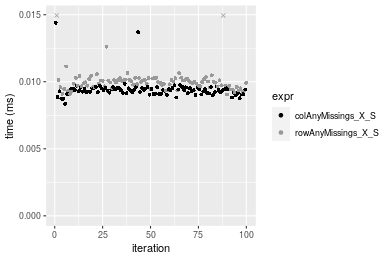 0.015
0.010
0.005
0.000
time (ms)
0
25
50
75
100
iteration
expr
colAnyMissings_X_S
rowAnyMissings_X_S